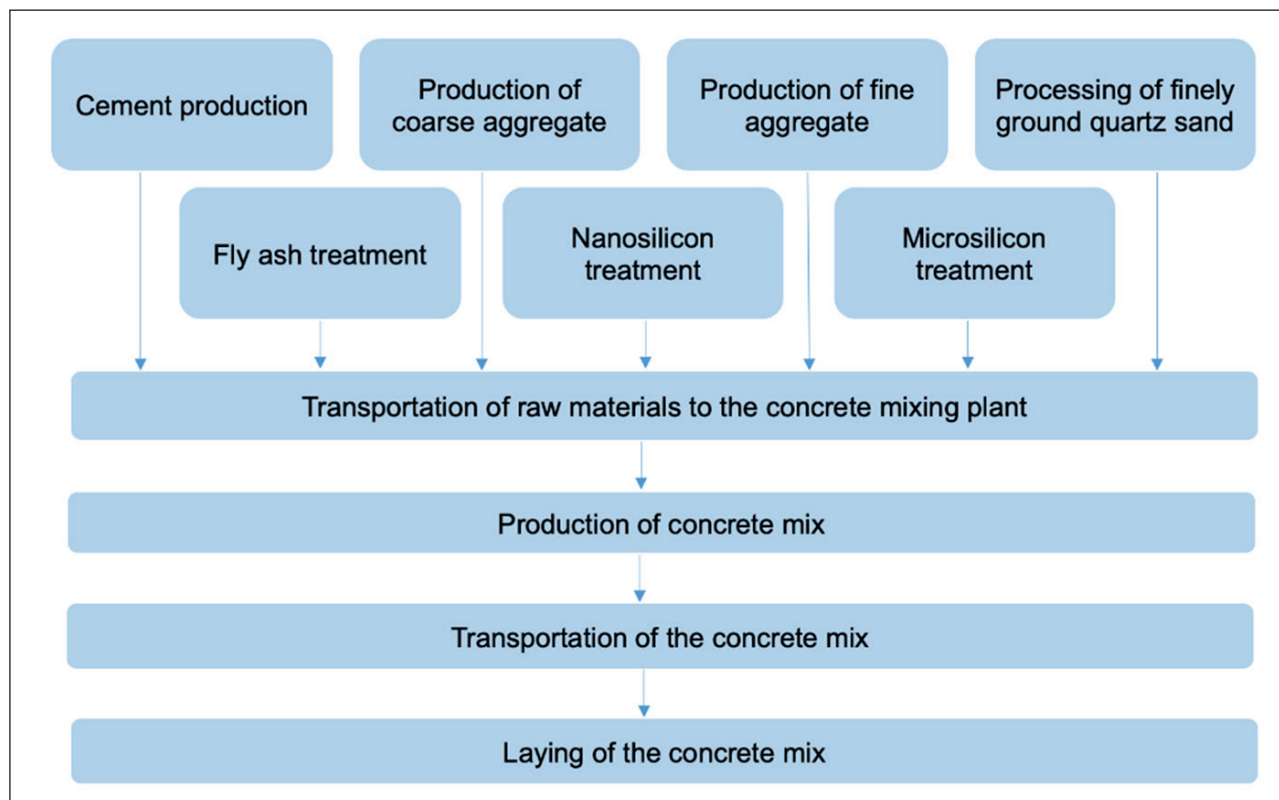 Cement production
Production of
coarse aggregate
Production of fine
aggregate
Processing of finely
ground quartz sand
Fly ash treatment
Nanosilicon
treatment
Microsilicon
treatment
Transportation of raw materials to the concrete mixing plant
Production of concrete mix
Transportation of the concrete mix
Laying of the concrete mix